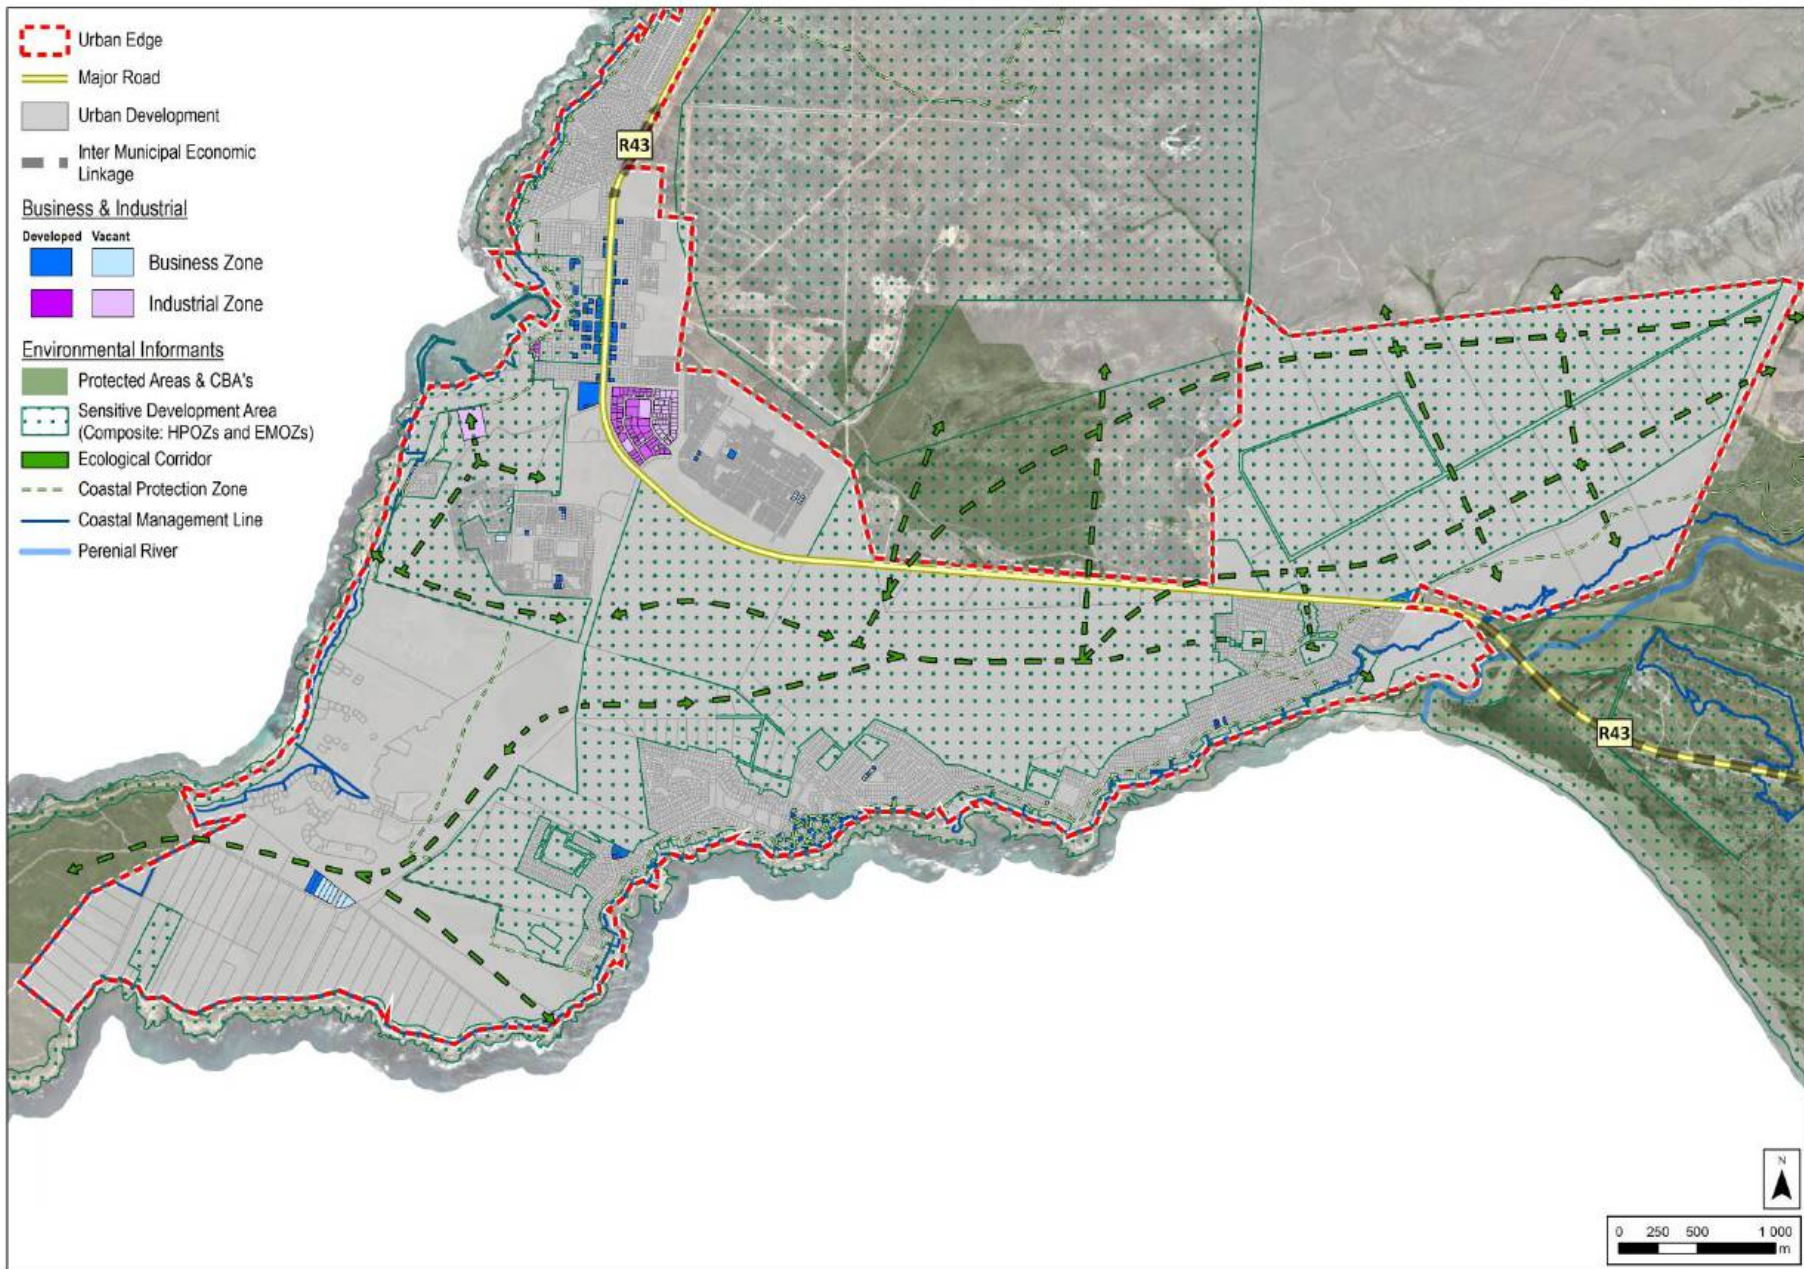 Urban Edge
Major Road
Urban Development
Inter Municipal Economic
Linkage
Business & Industrial
Developed Vacant
Business Zone
Industrial Zone
Environmental Informants
Protected Areas & CBA's
Sensitive Development Area
(Composite: HPOZs and EMOZs)
Ecological Corridor
Coastal Protection Zone
Coastal Management Line
Perenial River
R43
R43
N
0 250 500 1 000
m